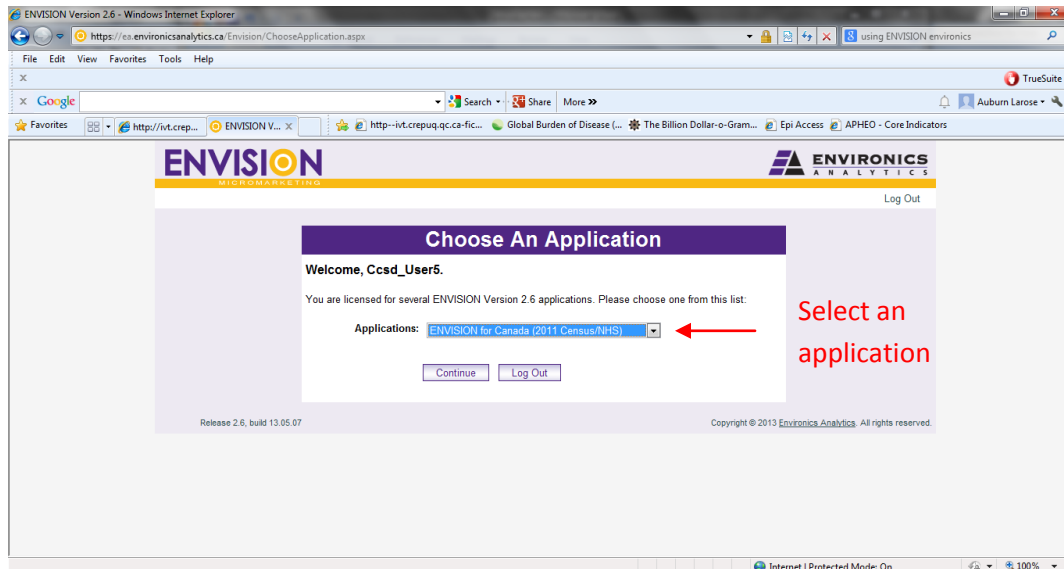 ENVISION Version 2.6 - Windows Internet Explorer
https://ea.environicsanalytics.ca/Envision/ChooseApplication.aspx
using ENVISION environics
File Edit View Favorites Tools Help
x
TrueSuite
x Google
Search
Share
More »
Auburn Larose
Favorites
http://ivt.crep...
ENVISION V... X
http--ivt.crepuq.qc.ca-fic...
Global Burden of Disease (...
The Billion Dollar-o-Gram...
Epi Access
APHEO - Core Indicators
ENVISION
MICROMARKETING
ENVIRONICS
ANALYTICS
Log Out
Choose An Application
Welcome, Ccsd_User5.
You are licensed for several ENVISION Version 2.6 applications. Please choose one from this list:
Applications: ENVISION for Canada (2011 Census/NHS)
Select an
application
Continue Log Out
Release 2.6, build 13.05.07
Copyright © 2013 Environics Analytics. All rights reserved.
Internet | Protected Mode: On
100%